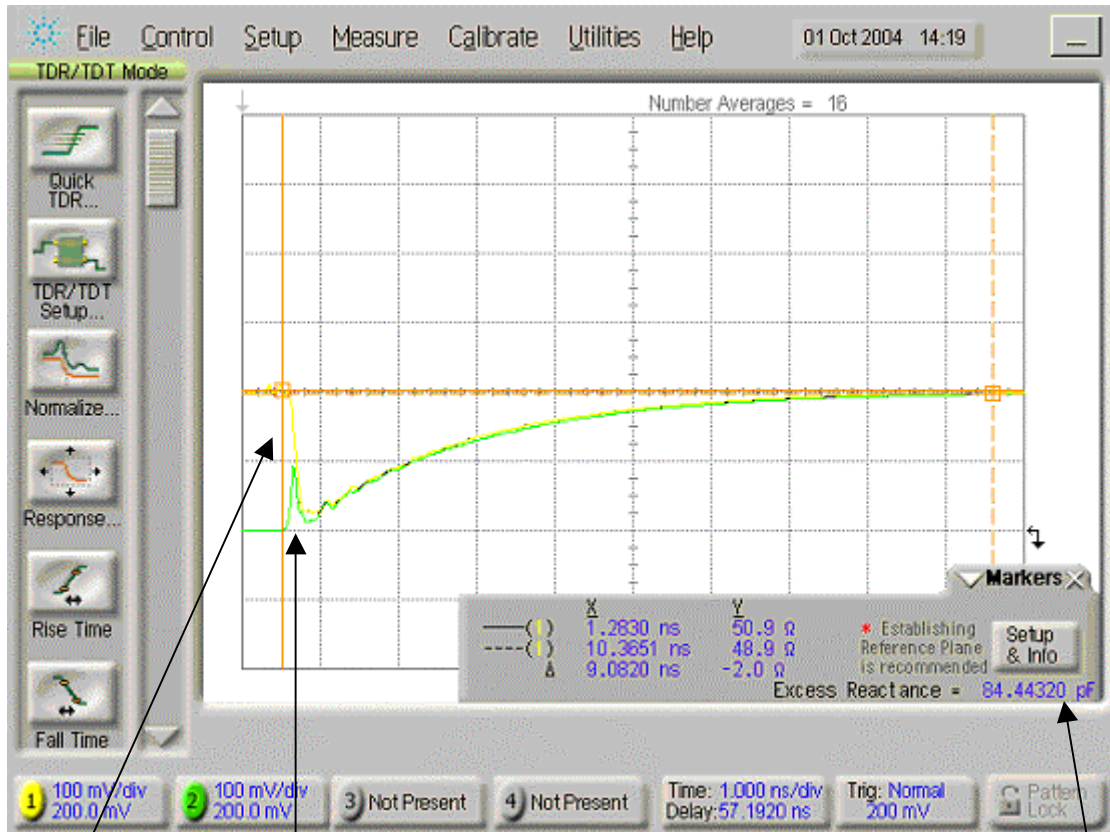 File Control Setup Measure Calibrate Utilities Help 01 Oct 2004 14:19
TDR/TDT Mode
Number Averages = 16
Quick
TDR...
TDR/TDT
Setup...
Normalize...
Response...
Rise Time
Fall Time
Markers
X Y
(1) 1.2830 ns 50.9 Ω
----(1) 10.3651 ns 48.9 Ω
Δ 9.0820 ns -2.0 Ω
* Establishing
Reference Plane
is recommended
Setup
& Info
Excess Reactance = 84.44320 pF
1 100 mV/div
200.0 mV
2 100 mV/div
200.0 mV
3 Not Present
4 Not Present
Time: 1.000 ns/div
Delay:57.1920 ns
Trig: Normal
200 mV
Pattern
Lock